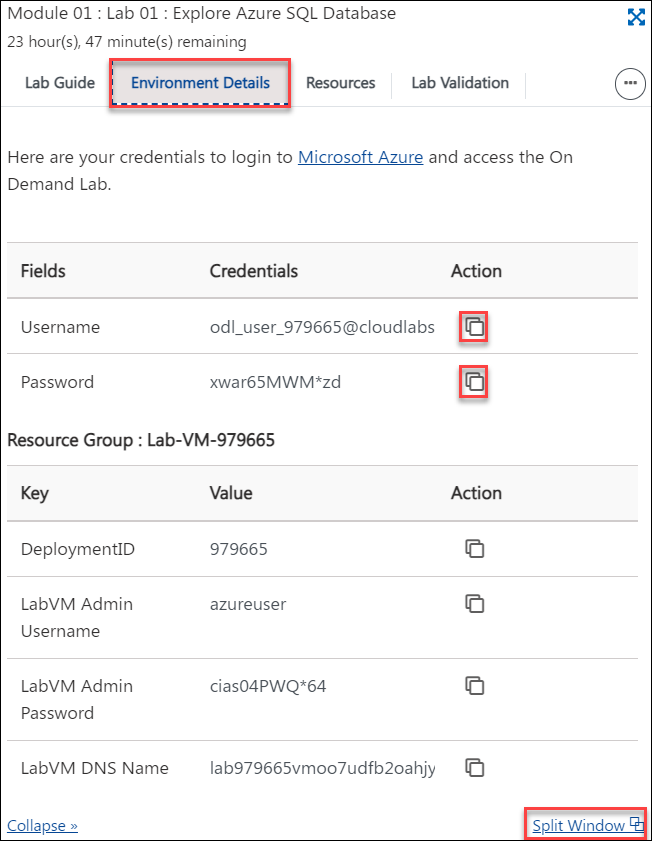 Module 01 : Lab 01 : Explore Azure SQL Database
23 hour(s), 47 minute(s) remaining
Lab Guide Environment Details Resources Lab Validation
Here are your credentials to login to Microsoft Azure and access the On
Demand Lab.
Fields Credentials Action
Username odl_user_979665@cloudlabs
Password xwar65MWM*zd
Resource Group : Lab-VM-979665
Key Value Action
DeploymentID 979665
LabVM Admin azureuser
Username
LabVM Admin cias04PWQ*64
Password
LabVM DNS Name lab979665vmoo7udfb2oahjy
Collapse » Split Window